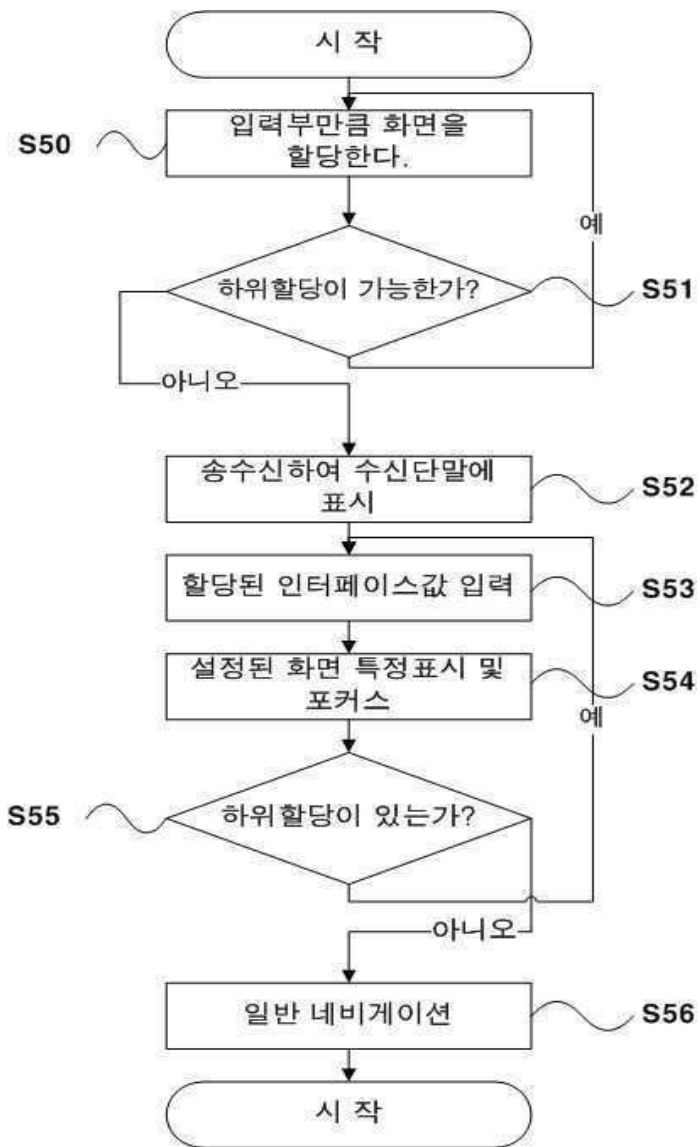 시 작
S50
입력부만큼 화면을
할당한다.
예
하위할당이 가능한가?
S51
아니오
송수신하여 수신단말에
표시
S52
할당된 인터페이스값 입력
S53
설정된 화면 특정표시 및
포커스
S54
예
S55
하위할당이 있는가?
아니오
일반 네비게이션
S56
시 작